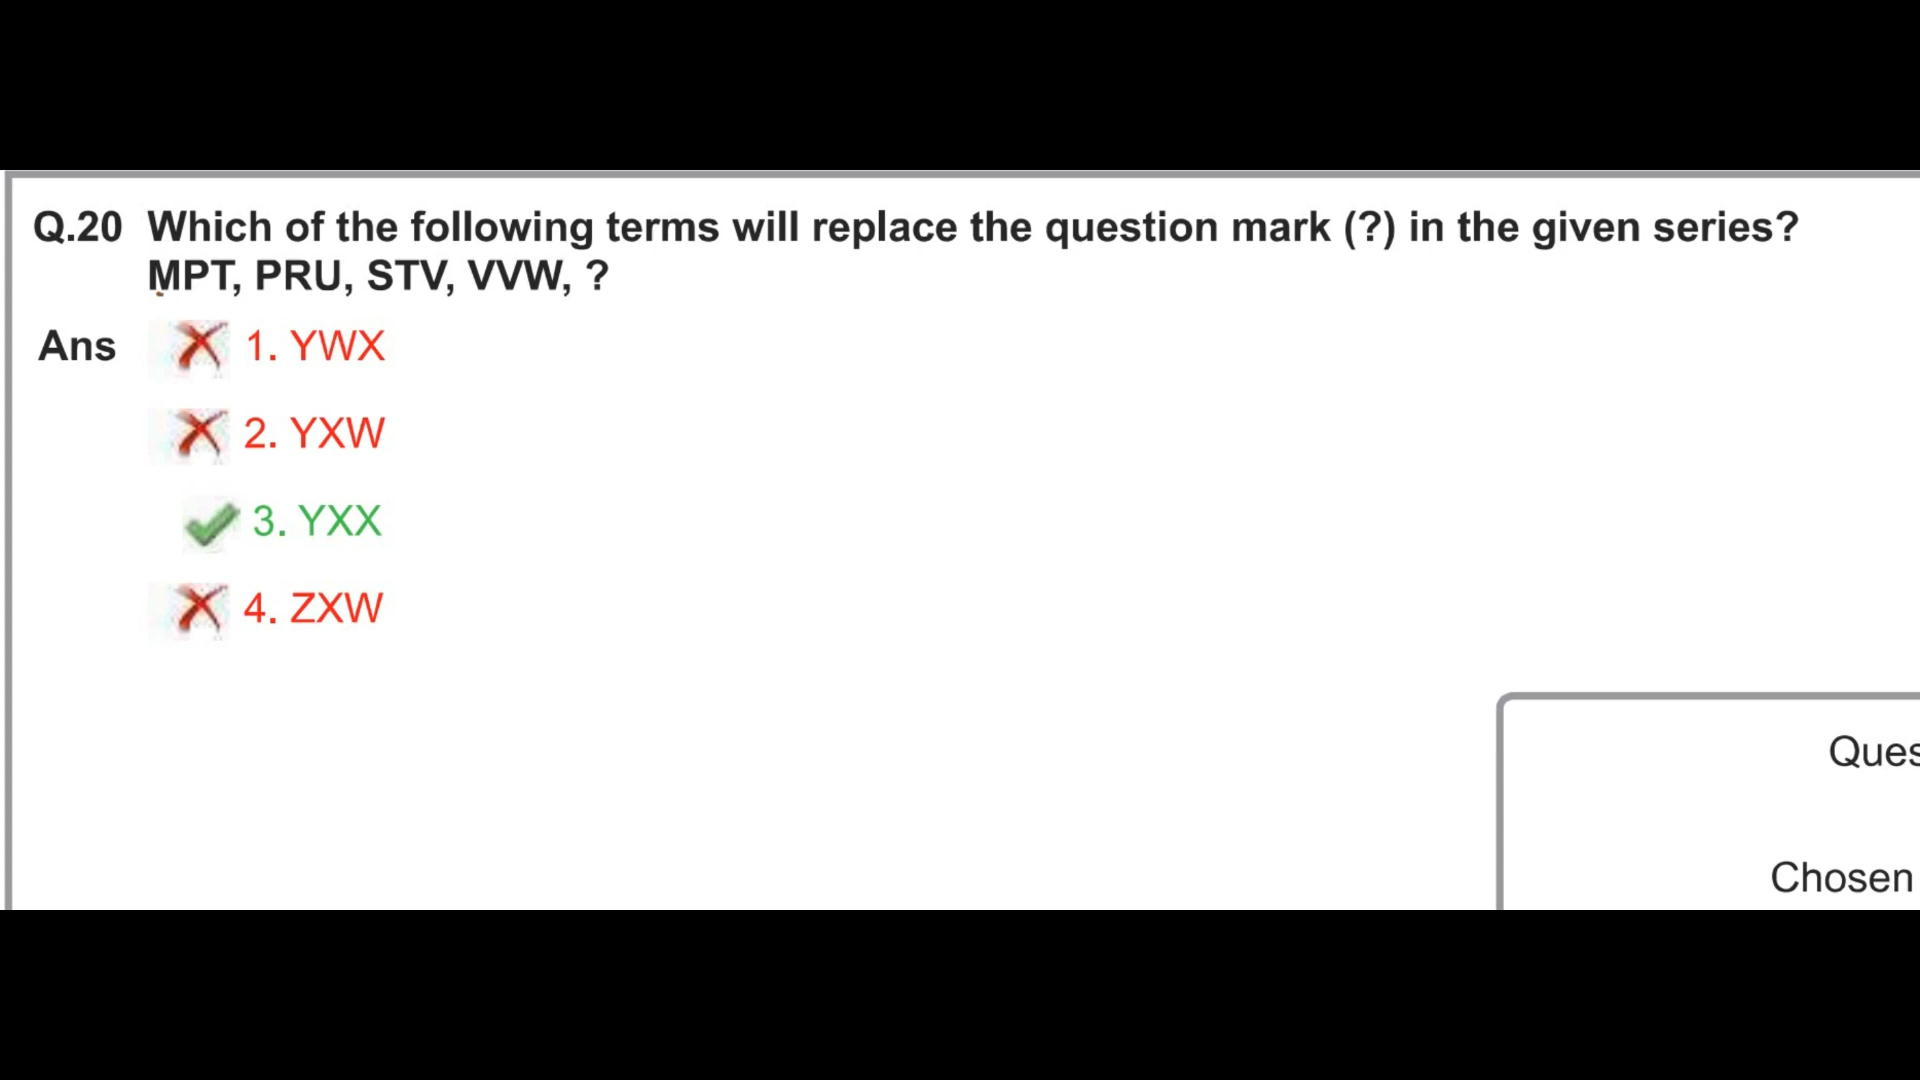 Q.20 Which of the following terms will replace the question mark (?) in the given series?
MPT, PRU, STV, VVW, ?
Ans 1. YWX
2. YXW
3. YXX
4. ZXW
Ques
Chosen